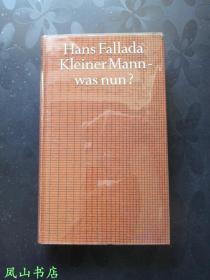 Hans Fallada
Kleiner Mann -
was nun?
凤山书店